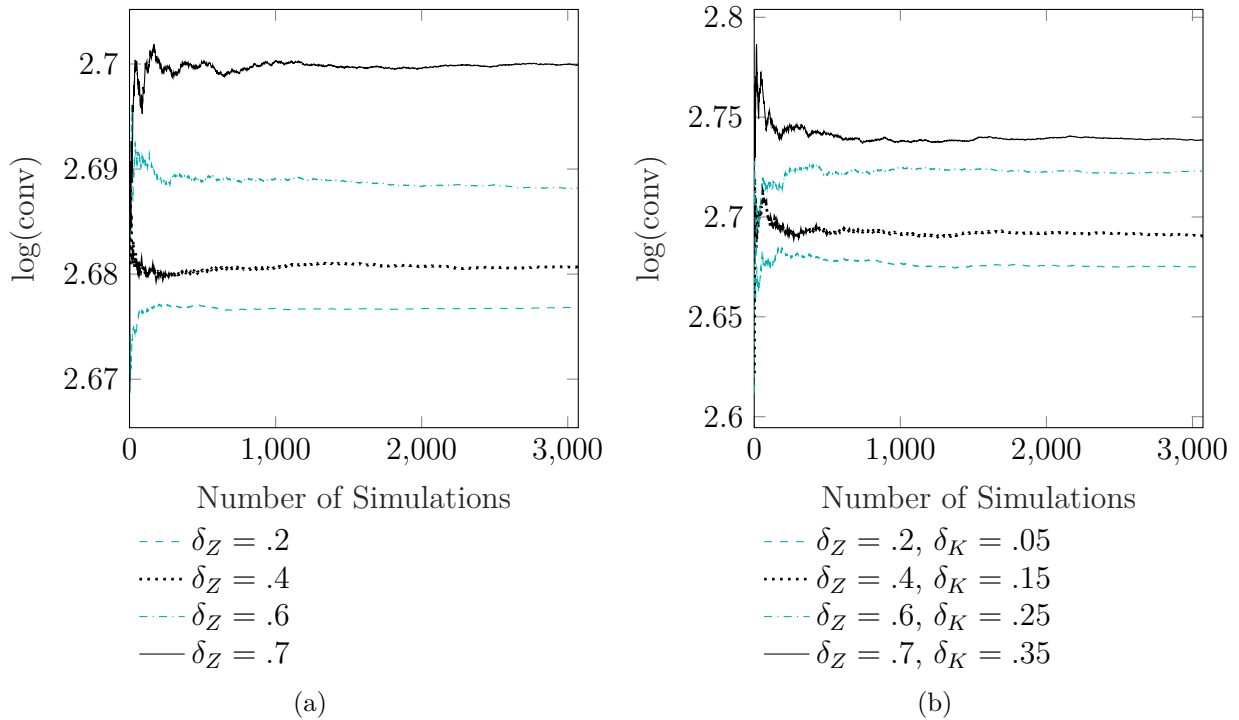 2.7
2.69
2.68
2.67
log(conv)
0
1,000
2,000
3,000
Number of Simulations
δ_Z = .2
δ_Z = .4
δ_Z = .6
δ_Z = .7
(a)
2.8
2.75
2.7
2.65
2.6
log(conv)
0
1,000
2,000
3,000
Number of Simulations
δ_Z = .2, δ_K = .05
δ_Z = .4, δ_K = .15
δ_Z = .6, δ_K = .25
δ_Z = .7, δ_K = .35
(b)